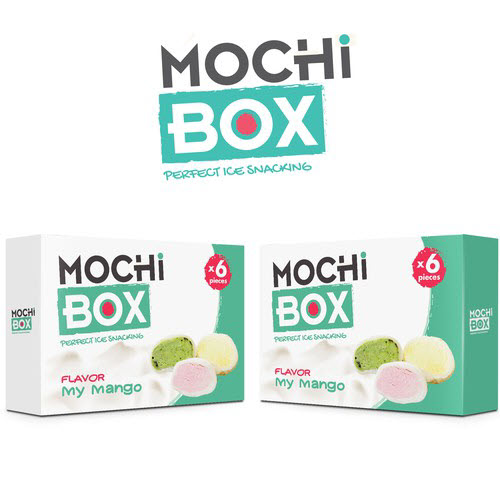 MOCHi
BOX
PERFECT ICE SNACKING
MOCHi
BOX
PERFECT ICE SNACKING
x6
pieces
FLAVOR
My Mango
MOCHi
BOX
MOCHi
BOX
PERFECT ICE SNACKING
x6
pieces
FLAVOR
My Mango
MOCHi
BOX